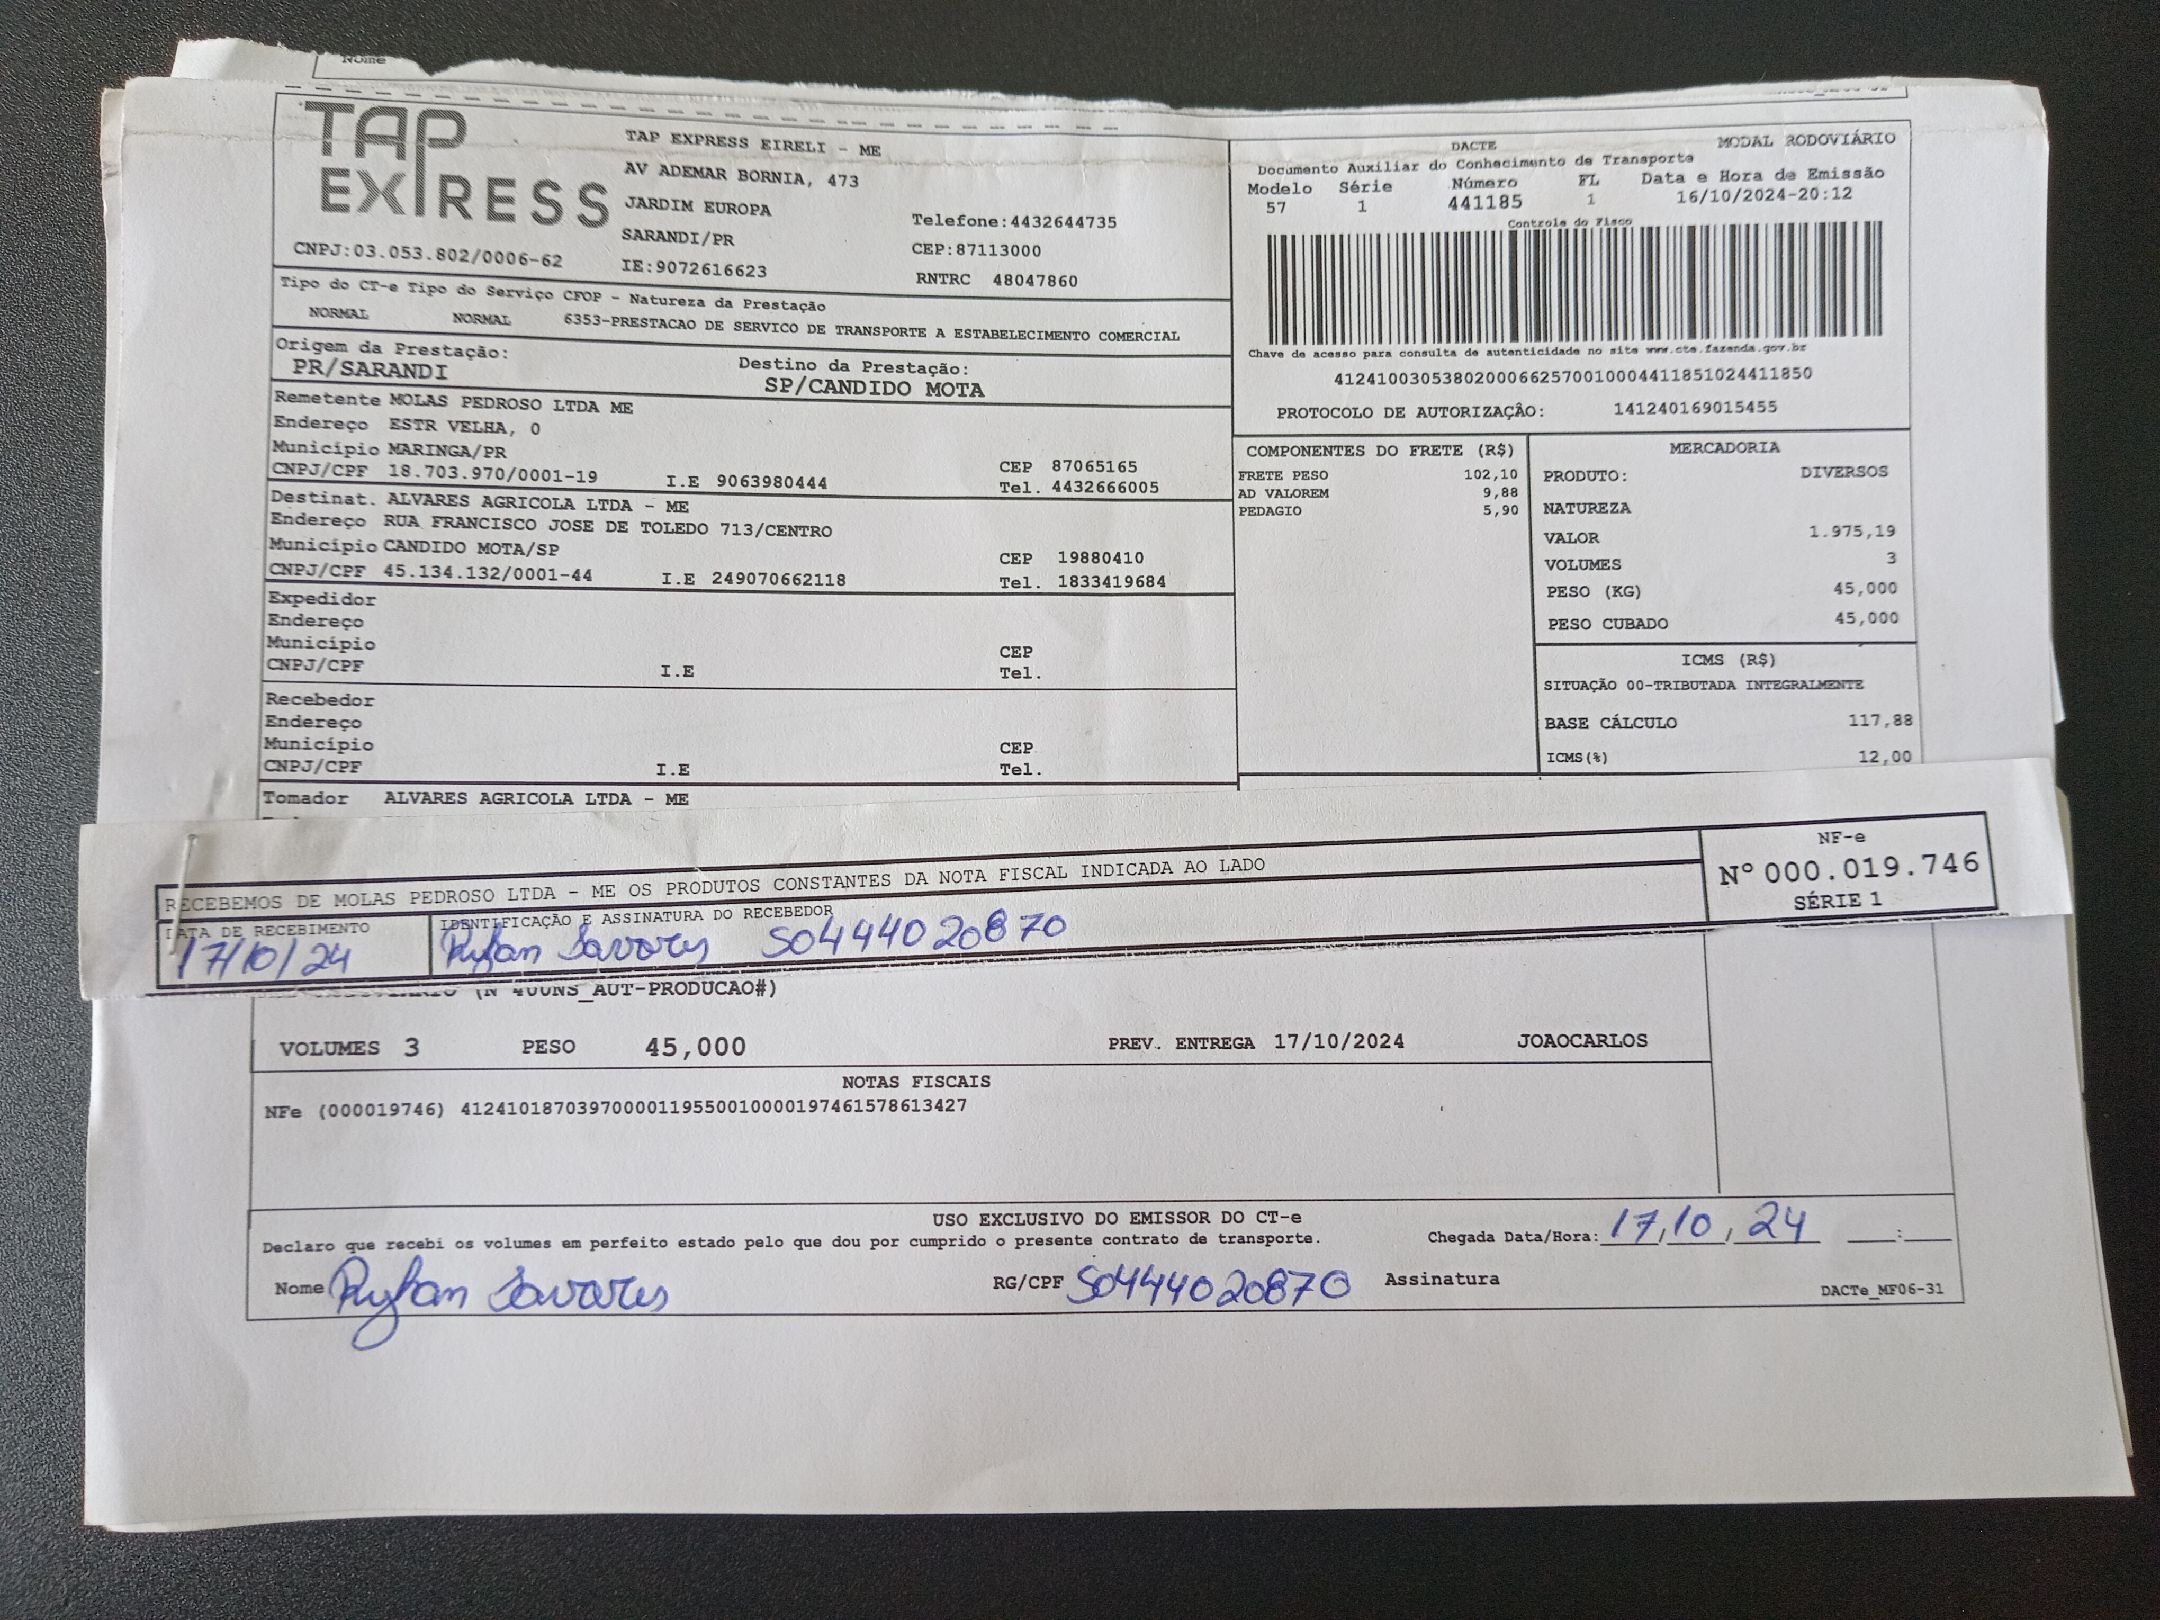 Nome
TAP
EXPRESS
CNPJ:03.053.802/0006-62
TAP EXPRESS EIRELI - ME
AV ADEMAR BORNIA, 473
JARDIM EUROPA
SARANDI/PR
IE:9072616623
Telefone:4432644735
CEP:87113000
RNTRC 48047860
DACTE MODAL RODOVIÁRIO
Documento Auxiliar do Conhecimento de Transporte
Modelo Série Número FL Data e Hora de Emissão
57 1 441185 1 16/10/2024-20:12
Controle do Fisco
Chave de acesso para consulta de autenticidade no site www.cte.fazenda.gov.br
41241003053802000662570010004411851024411850
PROTOCOLO DE AUTORIZAÇÃO: 141240169015455
Tipo do CT-e Tipo do Serviço CFOP - Natureza da Prestação
NORMAL NORMAL 6353-PRESTACAO DE SERVICO DE TRANSPORTE A ESTABELECIMENTO COMERCIAL
Origem da Prestação: Destino da Prestação:
PR/SARANDI SP/CANDIDO MOTA
Remetente MOLAS PEDROSO LTDA ME
Endereço ESTR VELHA, 0
Município MARINGA/PR CEP 87065165
CNPJ/CPF 18.703.970/0001-19 I.E 9063980444 Tel. 4432666005
Destinat. ALVARES AGRICOLA LTDA - ME
Endereço RUA FRANCISCO JOSE DE TOLEDO 713/CENTRO
Município CANDIDO MOTA/SP CEP 19880410
CNPJ/CPF 45.134.132/0001-44 I.E 249070662118 Tel. 1833419684
Expedidor
Endereço
Município CEP
CNPJ/CPF I.E Tel.
Recebedor
Endereço
Município CEP
CNPJ/CPF I.E Tel.
Tomador ALVARES AGRICOLA LTDA - ME
COMPONENTES DO FRETE (R$)
FRETE PESO 102,10
AD VALOREM 9,88
PEDAGIO 5,90
MERCADORIA
PRODUTO: DIVERSOS
NATUREZA
VALOR 1.975,19
VOLUMES 3
PESO (KG) 45,000
PESO CUBADO 45,000
ICMS (R$)
SITUAÇÃO 00-TRIBUTADA INTEGRALMENTE
BASE CÁLCULO 117,88
ICMS(%) 12,00
RECEBEMOS DE MOLAS PEDROSO LTDA - ME OS PRODUTOS CONSTANTES DA NOTA FISCAL INDICADA AO LADO
DATA DE RECEBIMENTO IDENTIFICAÇÃO E ASSINATURA DO RECEBEDOR
17/10/24 50444020870
NF-e
Nº 000.019.746
SÉRIE 1
(N 400NS_AUT-PRODUCAO#)
VOLUMES 3 PESO 45,000 PREV. ENTREGA 17/10/2024 JOAOCARLOS
NOTAS FISCAIS
NFe (000019746) 41241018703970000119550010000197461578613427
USO EXCLUSIVO DO EMISSOR DO CT-e
Declaro que recebi os volumes em perfeito estado pelo que dou por cumprido o presente contrato de transporte. Chegada Data/Hora: 17,10,24 :
Nome RG/CPF 50444020870 Assinatura
DACTe_MF06-31